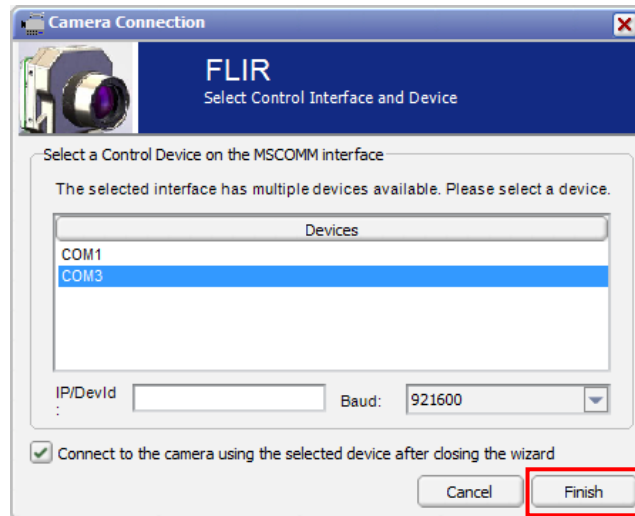 Camera Connection
FLIR
Select Control Interface and Device
Select a Control Device on the MSCOMM interface
The selected interface has multiple devices available. Please select a device.
Devices
COM1
COM3
IP/DevId
:
Baud: 921600
Connect to the camera using the selected device after closing the wizard
Cancel Finish